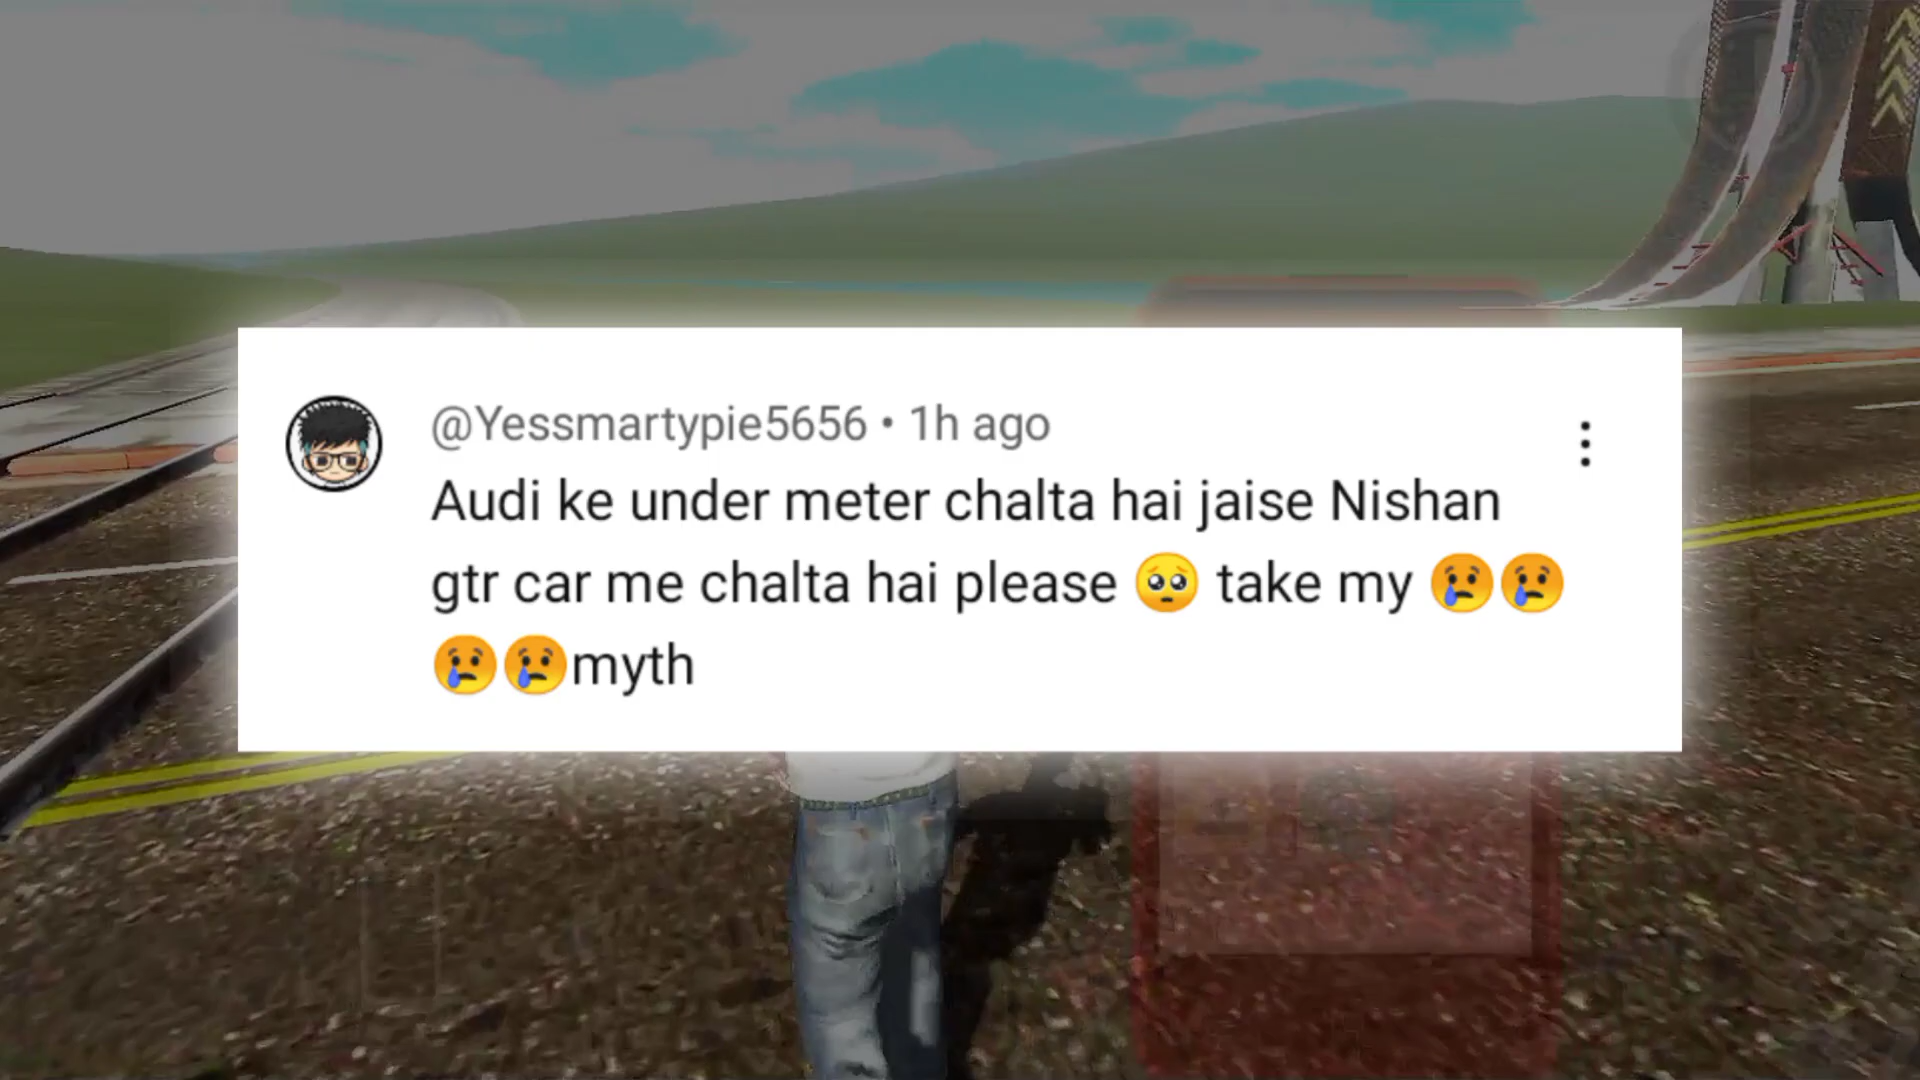 @Yessmartypie5656 • 1h ago
Audi ke under meter chalta hai jaise Nishan
gtr car me chalta hai please 🥺 take my 😢😢
😢😢myth